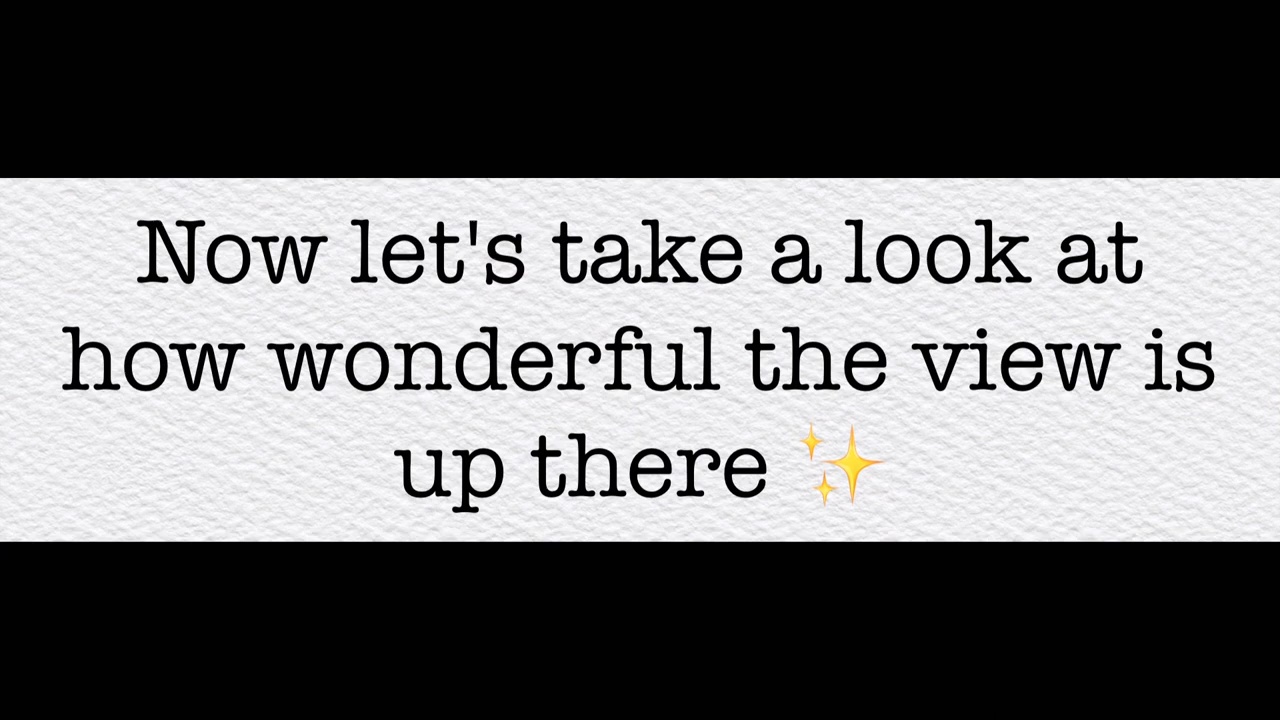 Now let's take a look at
how wonderful the view is
up there ✨